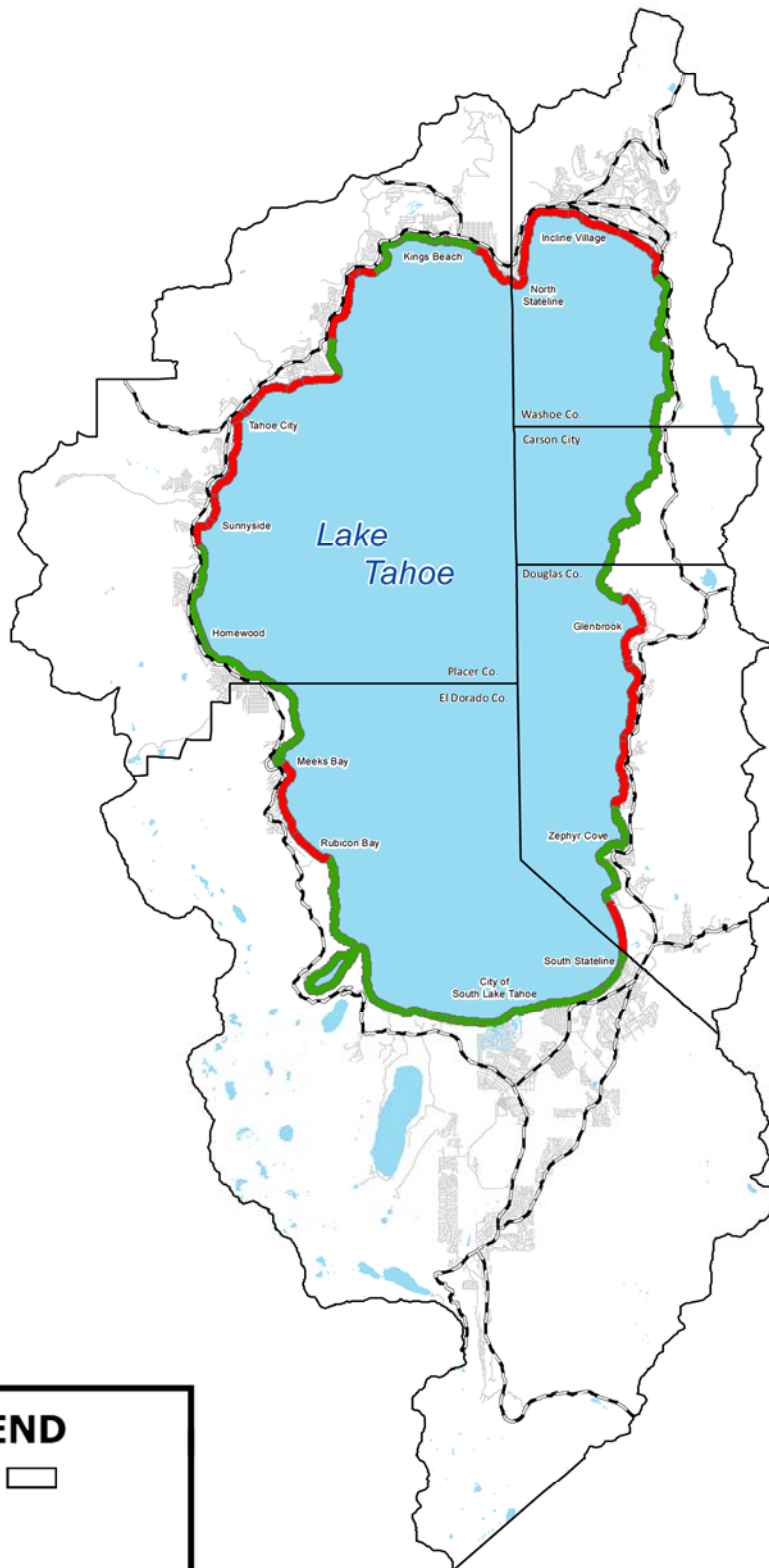 Incline Village
Kings Beach
North
Stateline
Washoe Co.
Carson City
Tahoe City
Sunnyside
Lake
Tahoe
Douglas Co.
Glenbrook
Homewood
Placer Co.
El Dorado Co.
Meeks Bay
Zephyr Cove
Rubicon Bay
South Stateline
City of
South Lake Tahoe
END